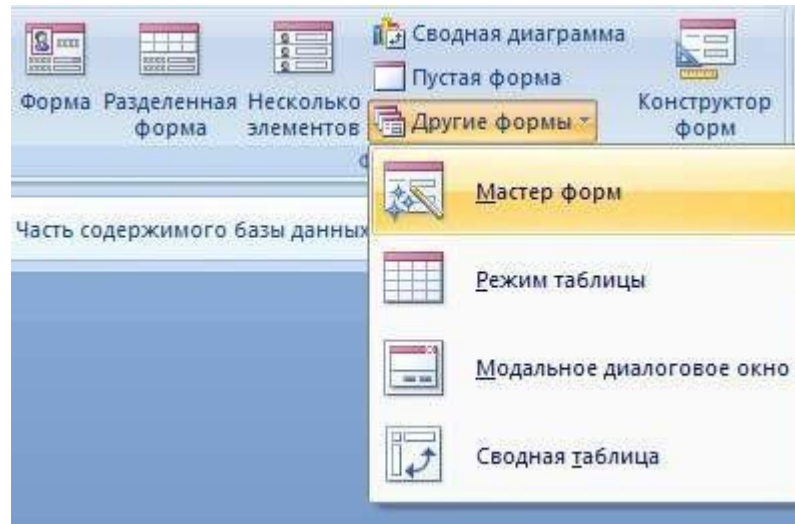 Форма
Разделенная
форма
Несколько
элементов
Сводная диаграмма
Пустая форма
Другие формы
Конструктор
форм
Мастер форм
Часть содержимого базы данных
Режим таблицы
Модальное диалоговое окно
Сводная таблица